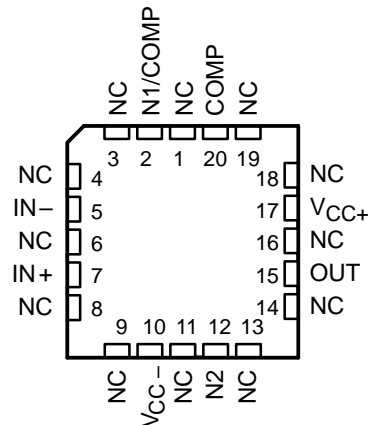 NC
N1/COMP
NC
COMP
NC
3 2 1 20 19
NC 4 18 NC
IN− 5 17 VCC+
NC 6 16 NC
IN+ 7 15 OUT
NC 8 14 NC
9 10 11 12 13
NC
VCC−
NC
N2
NC